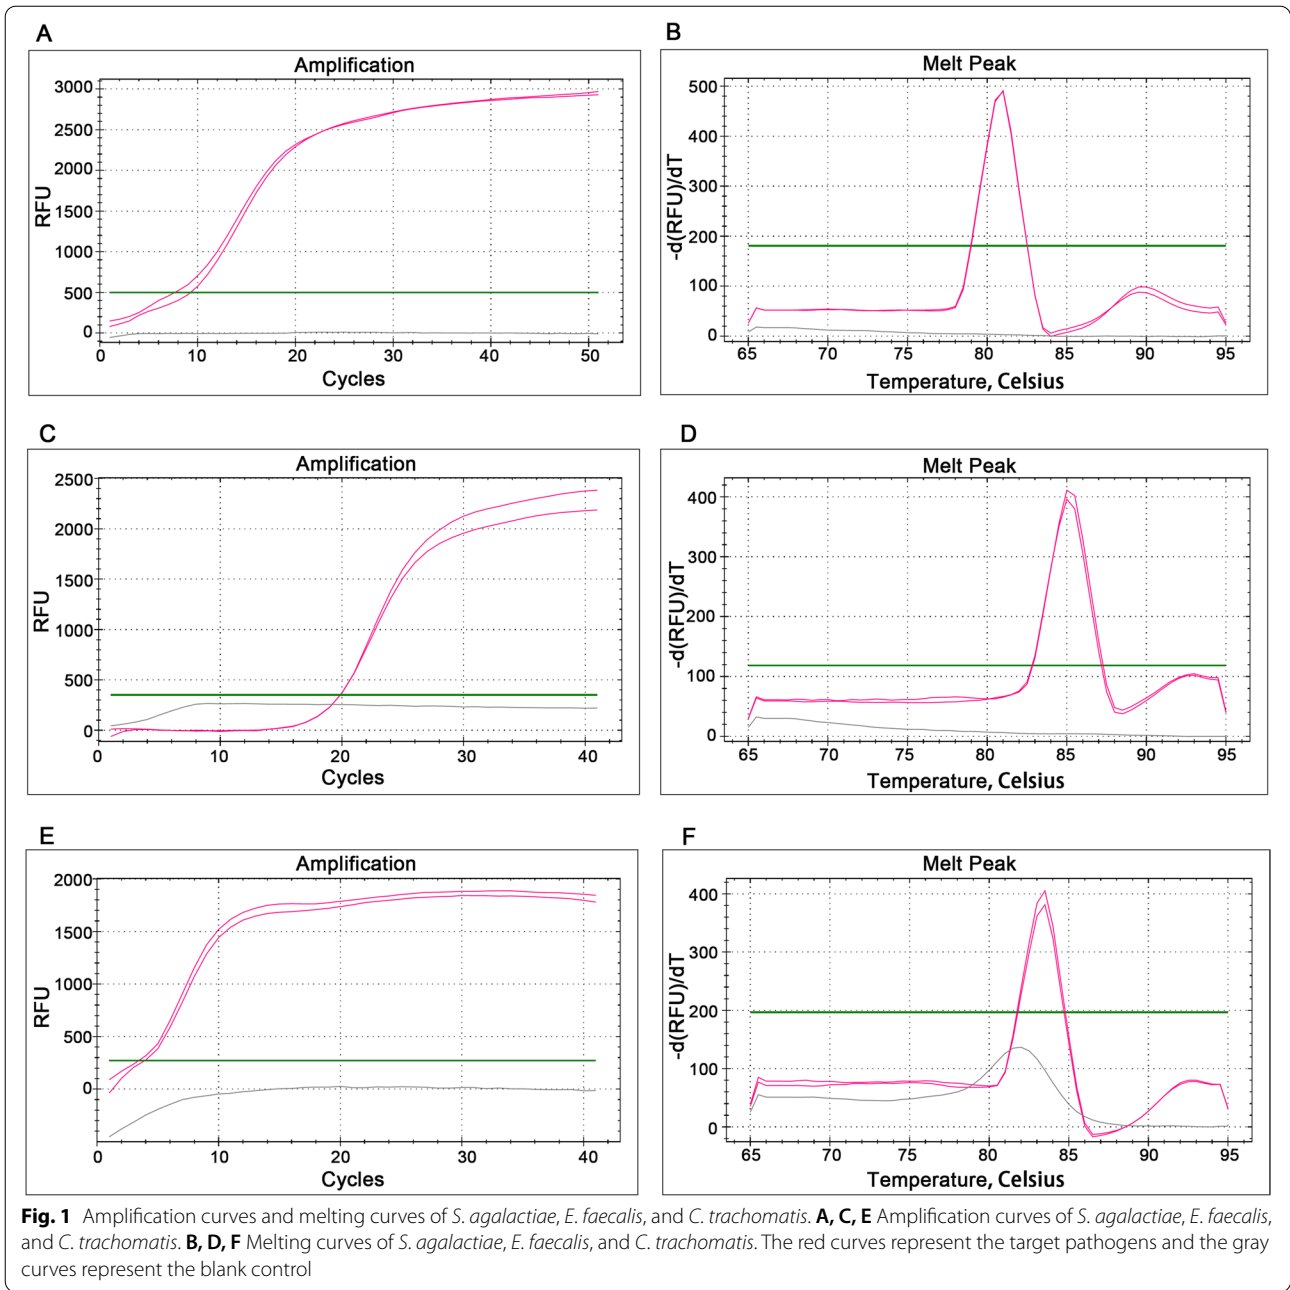 A
Amplification
RFU
3000
2500
2000
1500
1000
500
0
0 10 20 30 40 50
Cycles
B
Melt Peak
-d(RFU)/dT
500
400
300
200
100
0
65 70 75 80 85 90 95
Temperature, Celsius
C
Amplification
RFU
2500
2000
1500
1000
500
0
0 10 20 30 40
Cycles
D
Melt Peak
-d(RFU)/dT
400
300
200
100
0
65 70 75 80 85 90 95
Temperature, Celsius
E
Amplification
RFU
2000
1500
1000
500
0
0 10 20 30 40
Cycles
F
Melt Peak
-d(RFU)/dT
400
300
200
100
0
65 70 75 80 85 90 95
Temperature, Celsius
Fig. 1 Amplification curves and melting curves of S. agalactiae, E. faecalis, and C. trachomatis. A, C, E Amplification curves of S. agalactiae, E. faecalis,
and C. trachomatis. B, D, F Melting curves of S. agalactiae, E. faecalis, and C. trachomatis. The red curves represent the target pathogens and the gray
curves represent the blank control